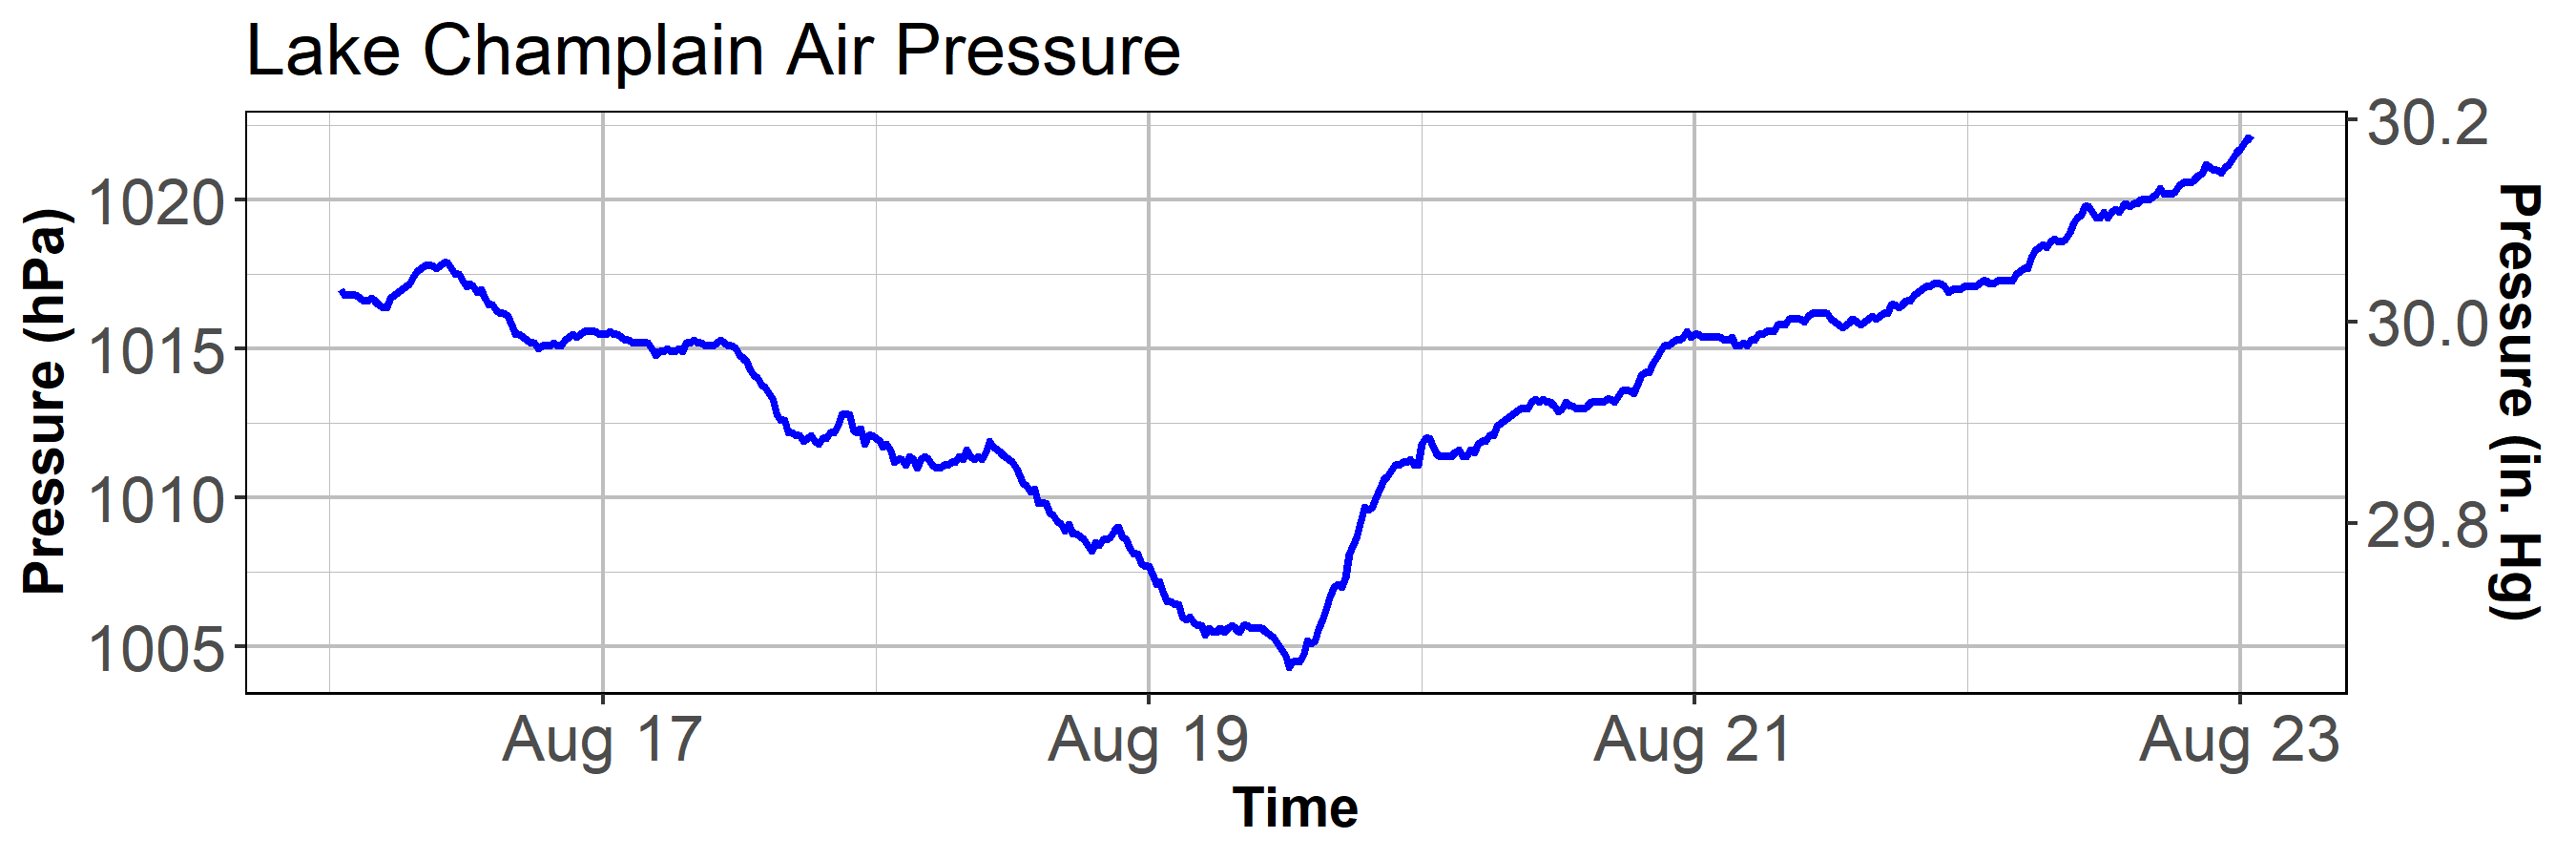 Lake Champlain Air Pressure
Pressure (hPa)
1020
1015
1010
1005
30.2
30.0
29.8
Pressure (in. Hg)
Aug 17
Aug 19
Aug 21
Aug 23
Time